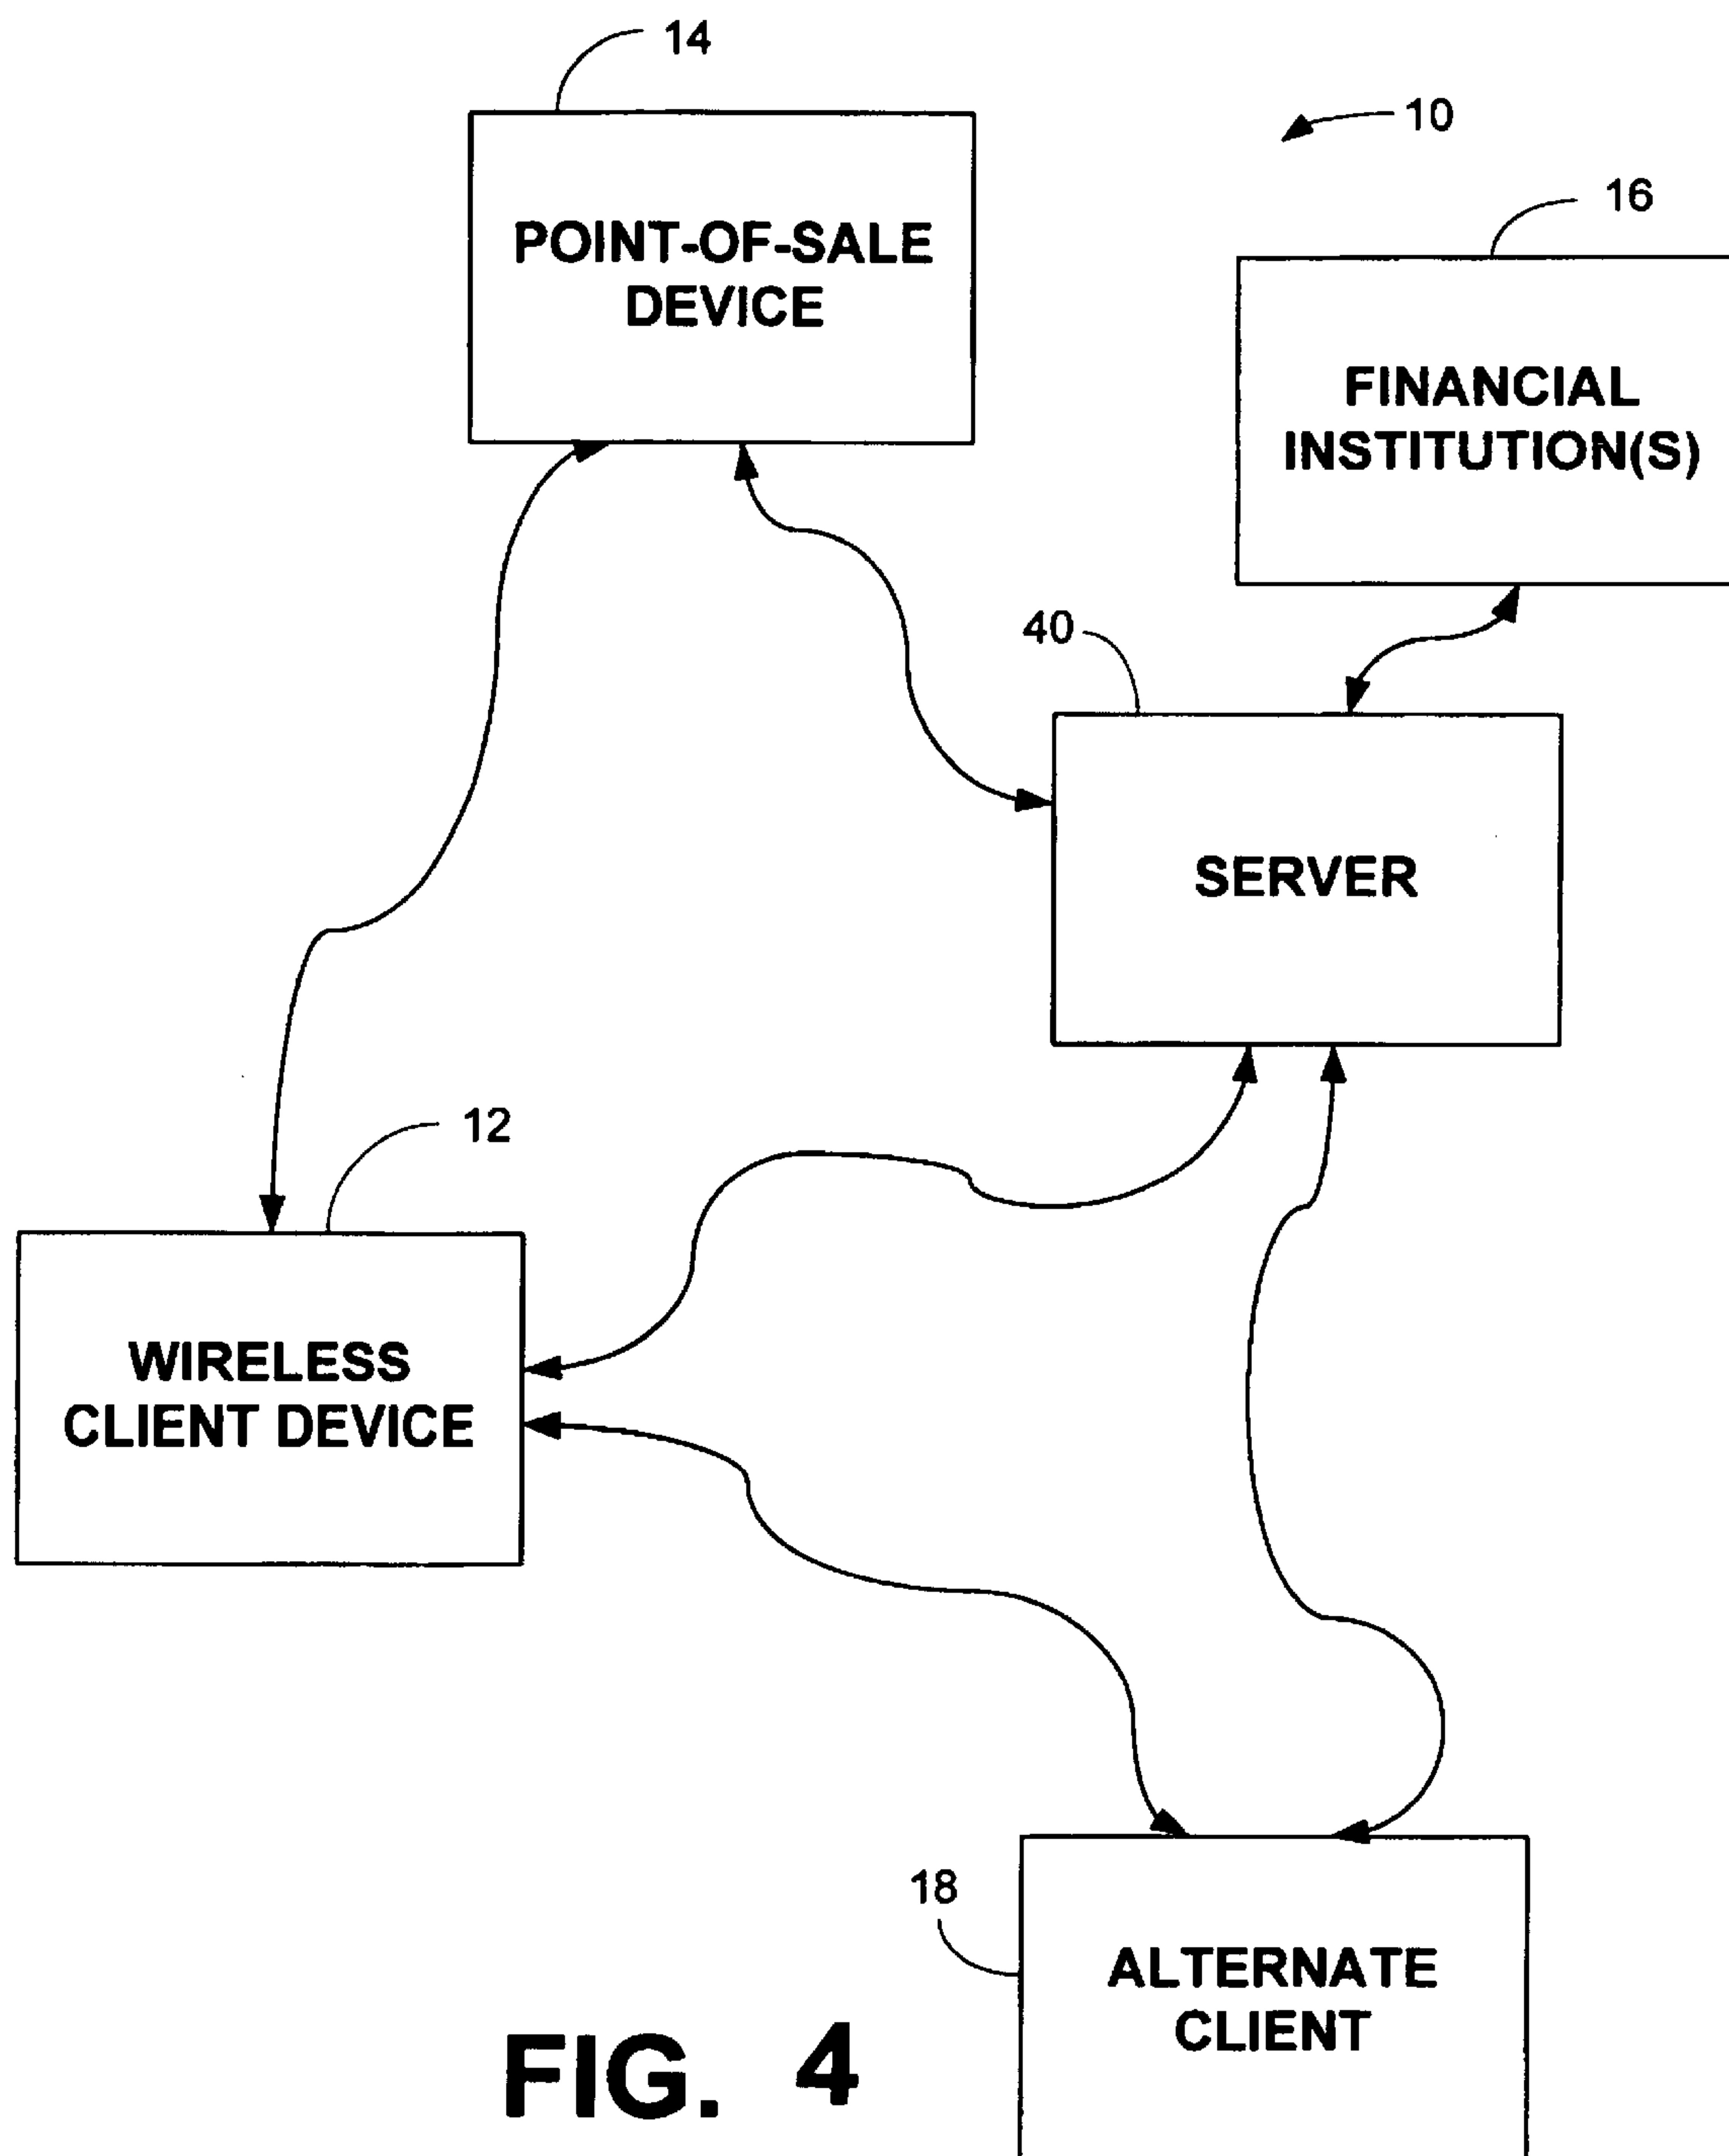 14
10
POINT-OF-SALE
DEVICE
16
FINANCIAL
INSTITUTION(S)
40
SERVER
12
WIRELESS
CLIENT DEVICE
18
ALTERNATE
CLIENT
FIG. 4